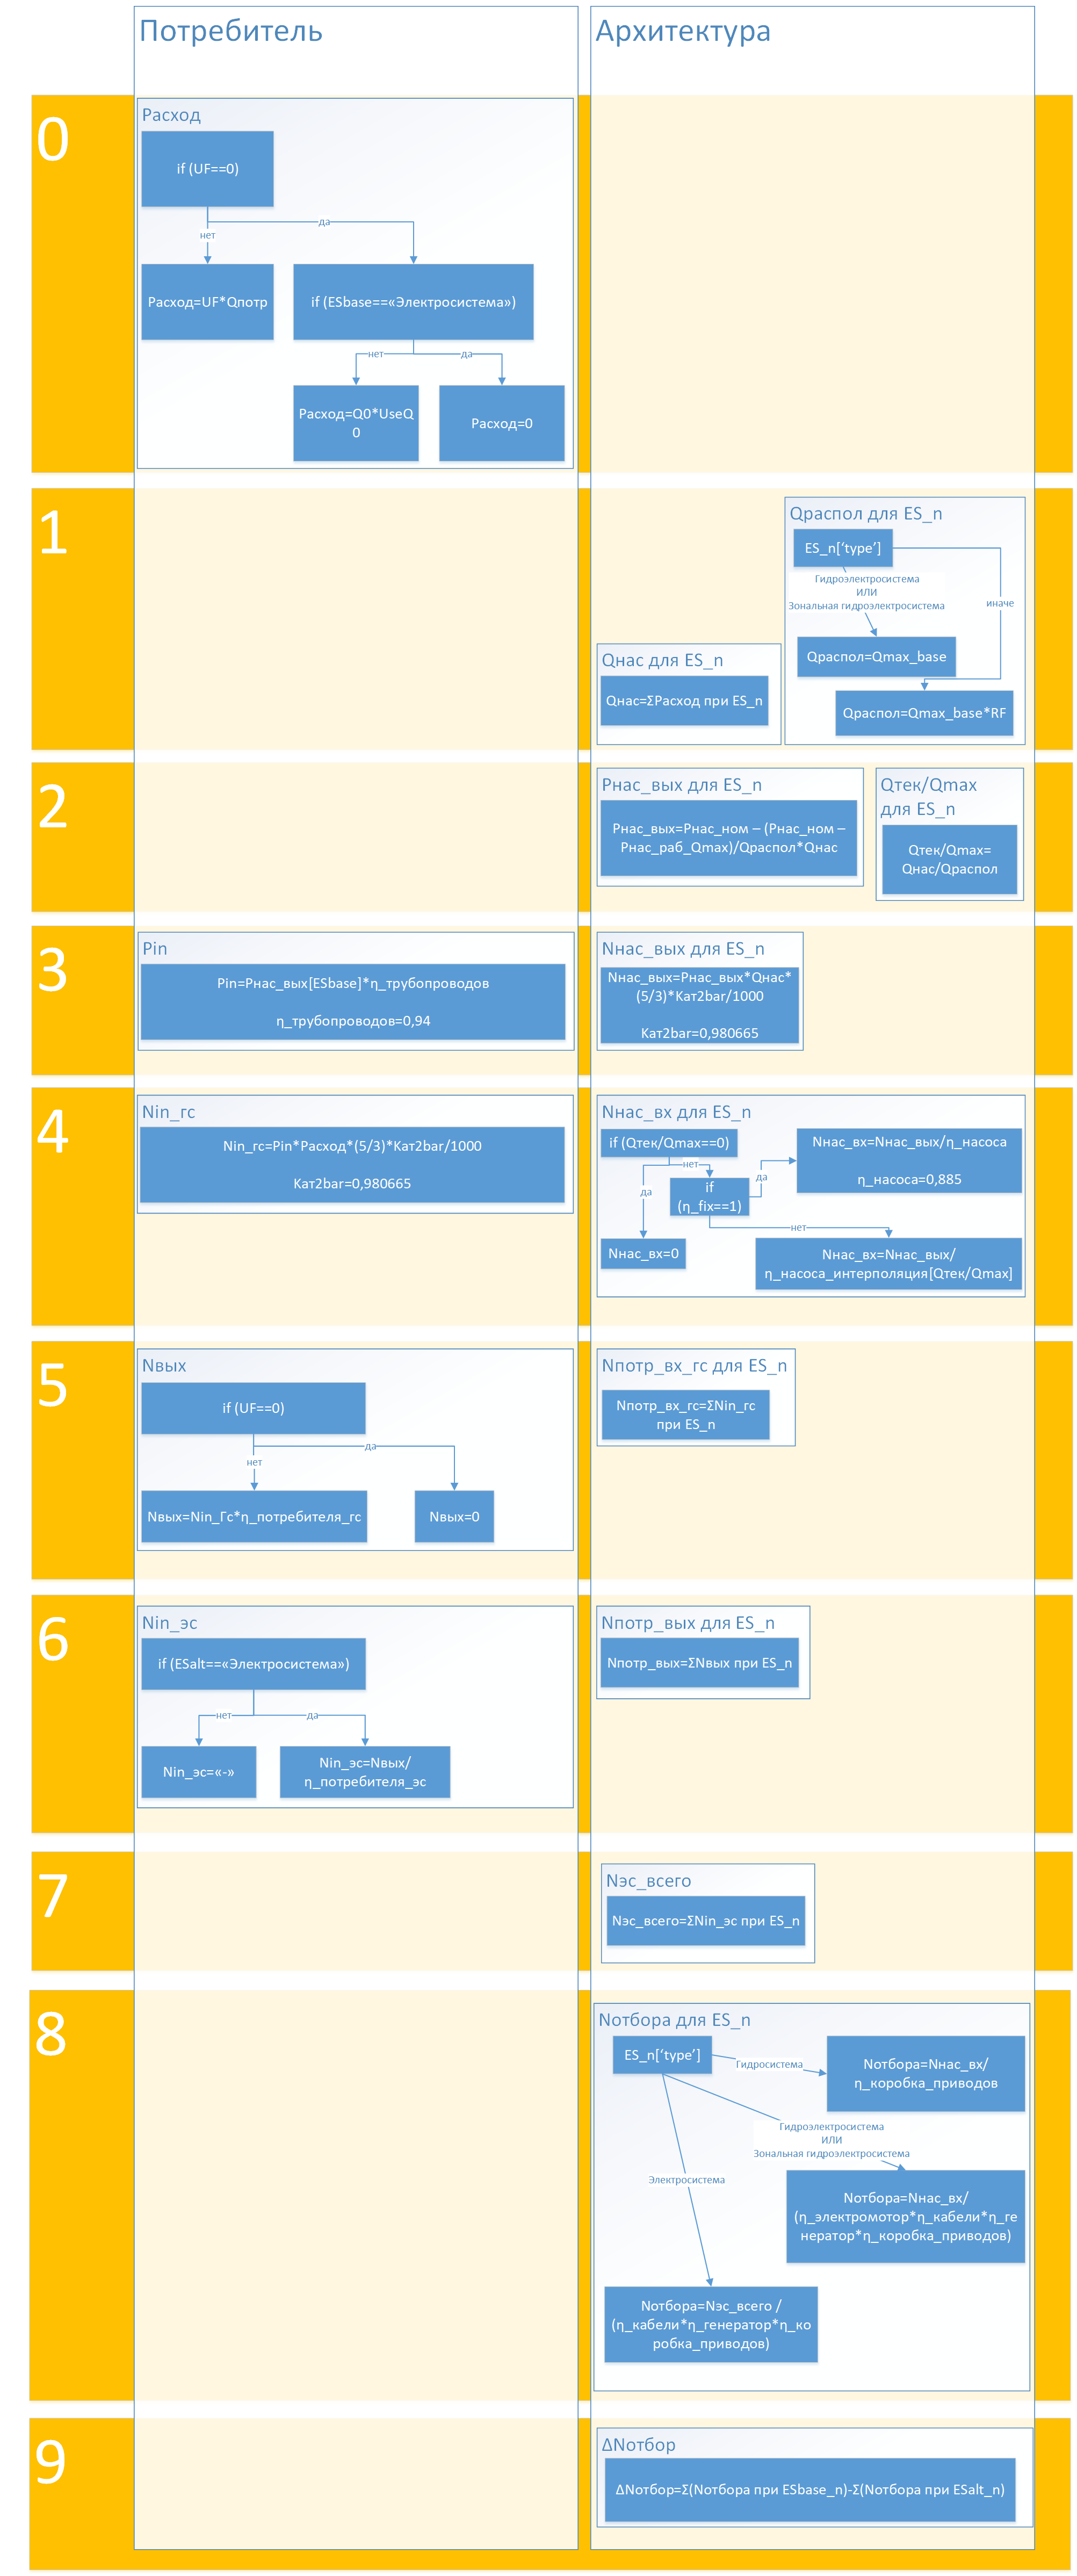 Потребитель
Архитектура
0
Расход
if (UF==0)
да
нет
Расход=UF*Qпотр
if (ESbase==«Электросистема»)
нет
да
Расход=Q0*UseQ
0
Расход=0
1
Qраспол для ES_n
ES_n[‘type’]
Гидроэлектросистема
ИЛИ
Зональная гидроэлектросистема
иначе
Qраспол=Qmax_base
Qраспол=Qmax_base*RF
Qнас для ES_n
Qнас=ΣРасход при ES_n
2
Pнас_вых для ES_n
Pнас_вых=Pнас_ном – (Pнас_ном –
Pнас_раб_Qmax)/Qраспол*Qнас
Qтек/Qmax
для ES_n
Qтек/Qmax=
Qнас/Qраспол
3
Pin
Pin=Pнас_вых[ESbase]*η_трубопроводов
η_трубопроводов=0,94
Nнас_вых для ES_n
Nнас_вых=Pнас_вых*Qнас*
(5/3)*Кат2bar/1000
Кат2bar=0,980665
4
Nin_гс
Nin_гс=Pin*Расход*(5/3)*Кат2bar/1000
Кат2bar=0,980665
Nнас_вх для ES_n
if (Qтек/Qmax==0)
нет
да
if
(η_fix==1)
да
Nнас_вх=Nнас_вых/η_насоса
η_насоса=0,885
нет
Nнас_вх=0
Nнас_вх=Nнас_вых/
η_насоса_интерполяция[Qтек/Qmax]
5
Nвых
if (UF==0)
да
нет
Nвых=Nin_Гс*η_потребителя_гс
Nвых=0
Nпотр_вх_гс для ES_n
Nпотр_вх_гс=ΣNin_гс
при ES_n
6
Nin_эс
if (ESalt==«Электросистема»)
нет
да
Nin_эс=«-»
Nin_эс=Nвых/
η_потребителя_эс
Nпотр_вых для ES_n
Nпотр_вых=ΣNвых при ES_n
7
Nэс_всего
Nэс_всего=ΣNin_эс при ES_n
8
Nотбора для ES_n
ES_n[‘type’]
Гидросистема
Nотбора=Nнас_вх/
η_коробка_приводов
Гидроэлектросистема
ИЛИ
Зональная гидроэлектросистема
Электросистема
Nотбора=Nнас_вх/
(η_электромотор*η_кабели*η_ге
нератор*η_коробка_приводов)
Nотбора=Nэс_всего /
(η_кабели*η_генератор*η_ко
робка_приводов)
9
ΔNотбор
ΔNотбор=Σ(Nотбора при ESbase_n)-Σ(Nотбора при ESalt_n)